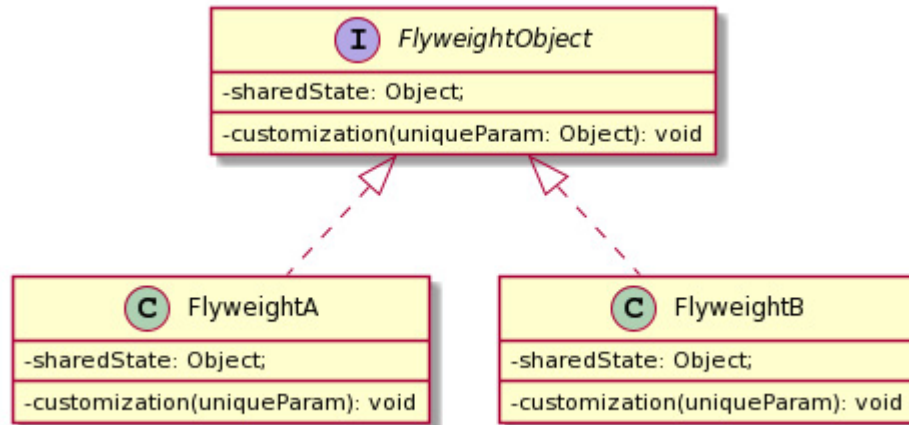 I FlyweightObject
-sharedState: Object;
-customization(uniqueParam: Object): void
C FlyweightA
-sharedState: Object;
-customization(uniqueParam): void
C FlyweightB
-sharedState: Object;
-customization(uniqueParam): void